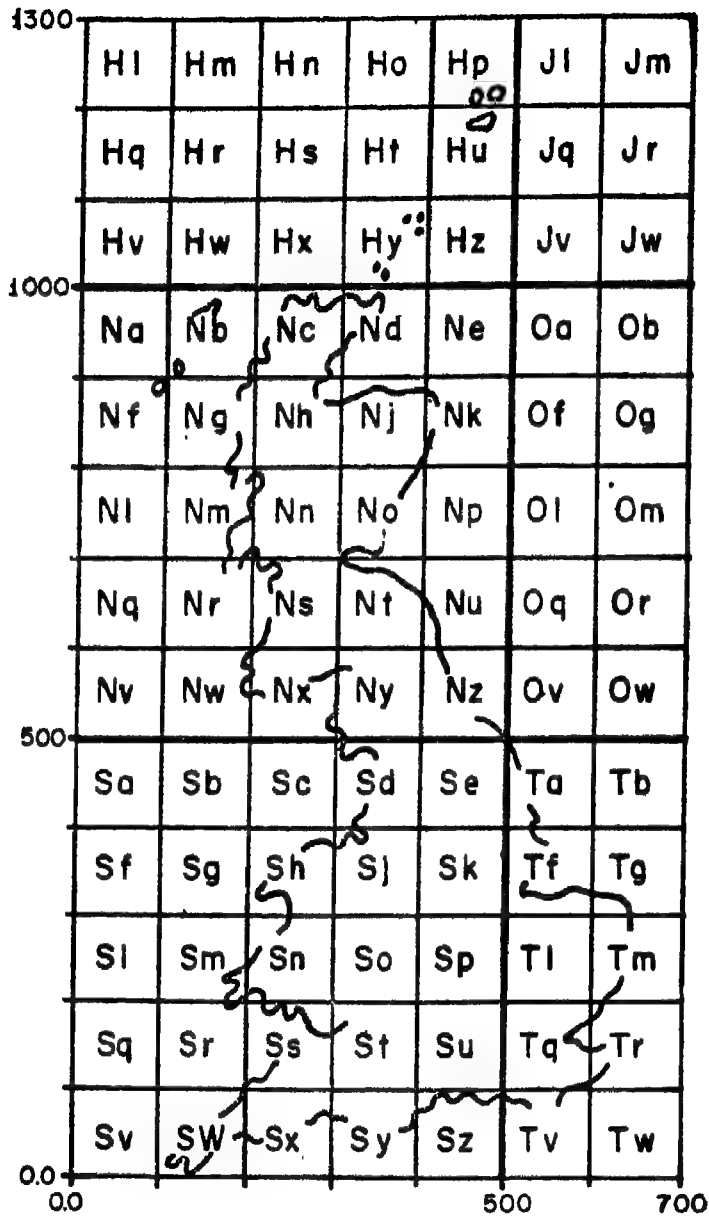 1300
Hl Hm Hn Ho Hp Jl Jm
Hq Hr Hs Ht Hu Jq Jr
Hv Hw Hx Hy Hz Jv Jw
1000
Na Nb Nc Nd Ne Oa Ob
Nf Ng Nh Nj Nk Of Og
Nl Nm Nn No Np Ol Om
Nq Nr Ns Nt Nu Oq Or
Nv Nw Nx Ny Nz Ov Ow
500
Sa Sb Sc Sd Se Ta Tb
Sf Sg Sh Sj Sk Tf Tg
Sl Sm Sn So Sp Tl Tm
Sq Sr Ss St Su Tq Tr
Sv SW Sx Sy Sz Tv Tw
0.0
0.0 500 700